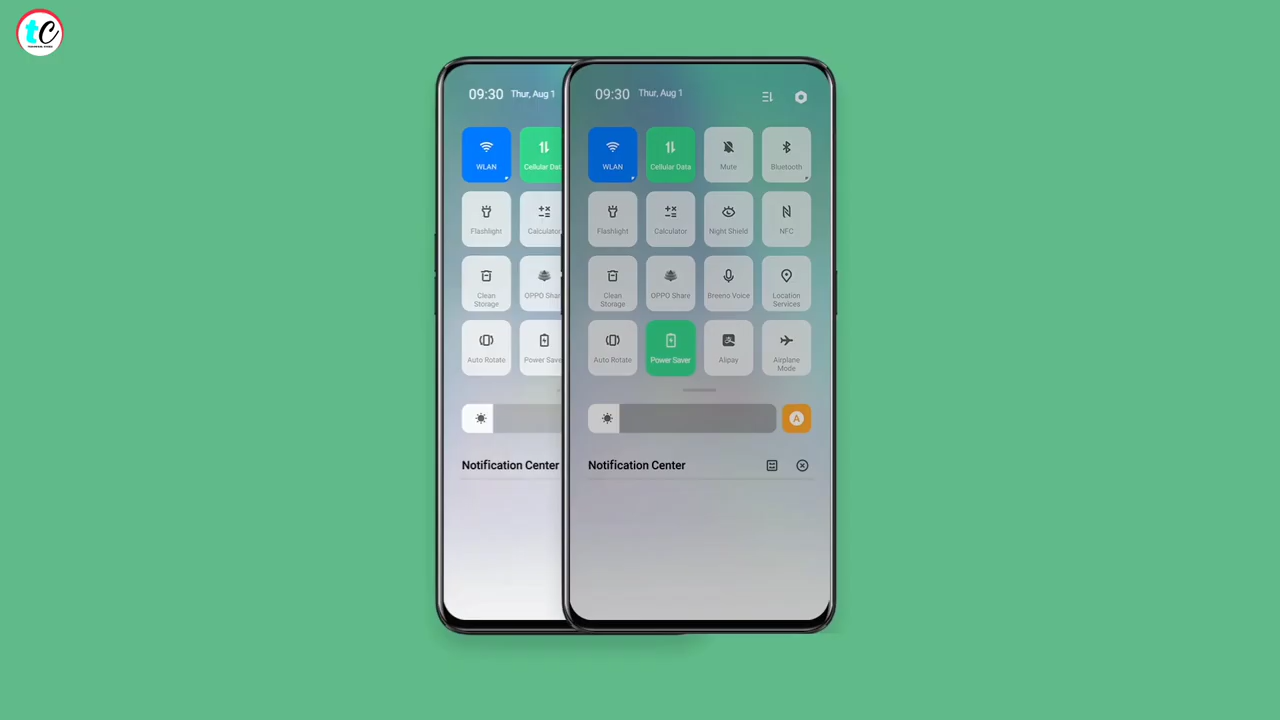 tC
09:30 Thur, Aug 1
WLAN Cellular Dat
Flashlight Calculator
Clean Storage OPPO Shar
Auto Rotate Power Save
Notification Center
09:30 Thur, Aug 1
WLAN Cellular Data Mute Bluetooth
Flashlight Calculator Night Shield NFC
Clean Storage OPPO Share Breeno Voice Location Services
Auto Rotate Power Saver Alipay Airplane Mode
A
Notification Center